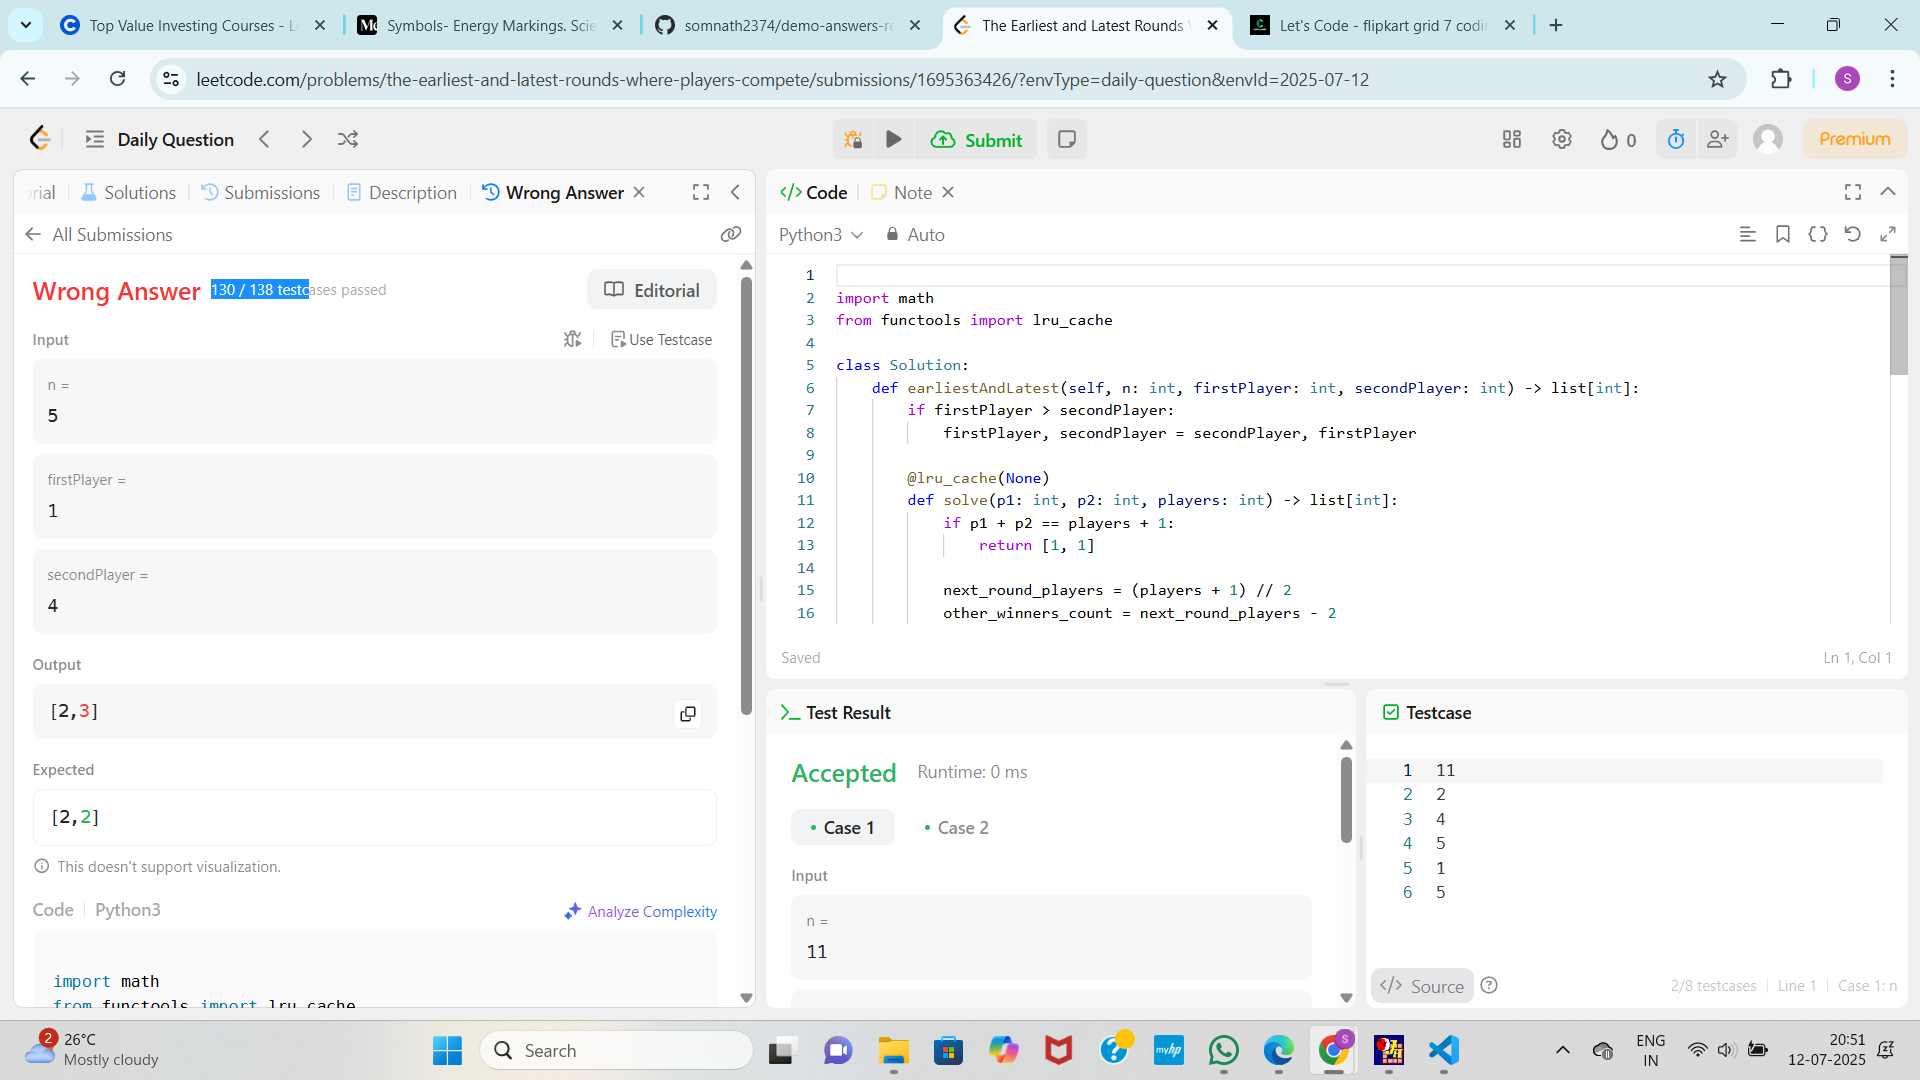 Top Value Investing Courses - Le
Symbols- Energy Markings. Scie
somnath2374/demo-answers-re
The Earliest and Latest Rounds W
Let's Code - flipkart grid 7 codin
leetcode.com/problems/the-earliest-and-latest-rounds-where-players-compete/submissions/1695363426/?envType=daily-question&envId=2025-07-12
S
Daily Question
Submit
0
Premium
rial
Solutions
Submissions
Description
Wrong Answer
All Submissions
Wrong Answer 130 / 138 testcases passed
Editorial
Input
Use Testcase
n =
5
firstPlayer =
1
secondPlayer =
4
Output
[2,3]
Expected
[2,2]
This doesn't support visualization.
Code
Python3
Analyze Complexity
import math
from functools import lru_cache
</> Code
Note
Python3
Auto
1
2 import math
3 from functools import lru_cache
4
5 class Solution:
6 def earliestAndLatest(self, n: int, firstPlayer: int, secondPlayer: int) -> list[int]:
7 if firstPlayer > secondPlayer:
8 firstPlayer, secondPlayer = secondPlayer, firstPlayer
9
10 @lru_cache(None)
11 def solve(p1: int, p2: int, players: int) -> list[int]:
12 if p1 + p2 == players + 1:
13 return [1, 1]
14
15 next_round_players = (players + 1) // 2
16 other_winners_count = next_round_players - 2
Saved
Ln 1, Col 1
Test Result
Accepted Runtime: 0 ms
Case 1
Case 2
Input
n =
11
Testcase
1 11
2 2
3 4
4 5
5 1
6 5
</> Source
2/8 testcases
Line 1
Case 1: n
2
26°C
Mostly cloudy
Search
myhp
S
ENG
IN
20:51
12-07-2025